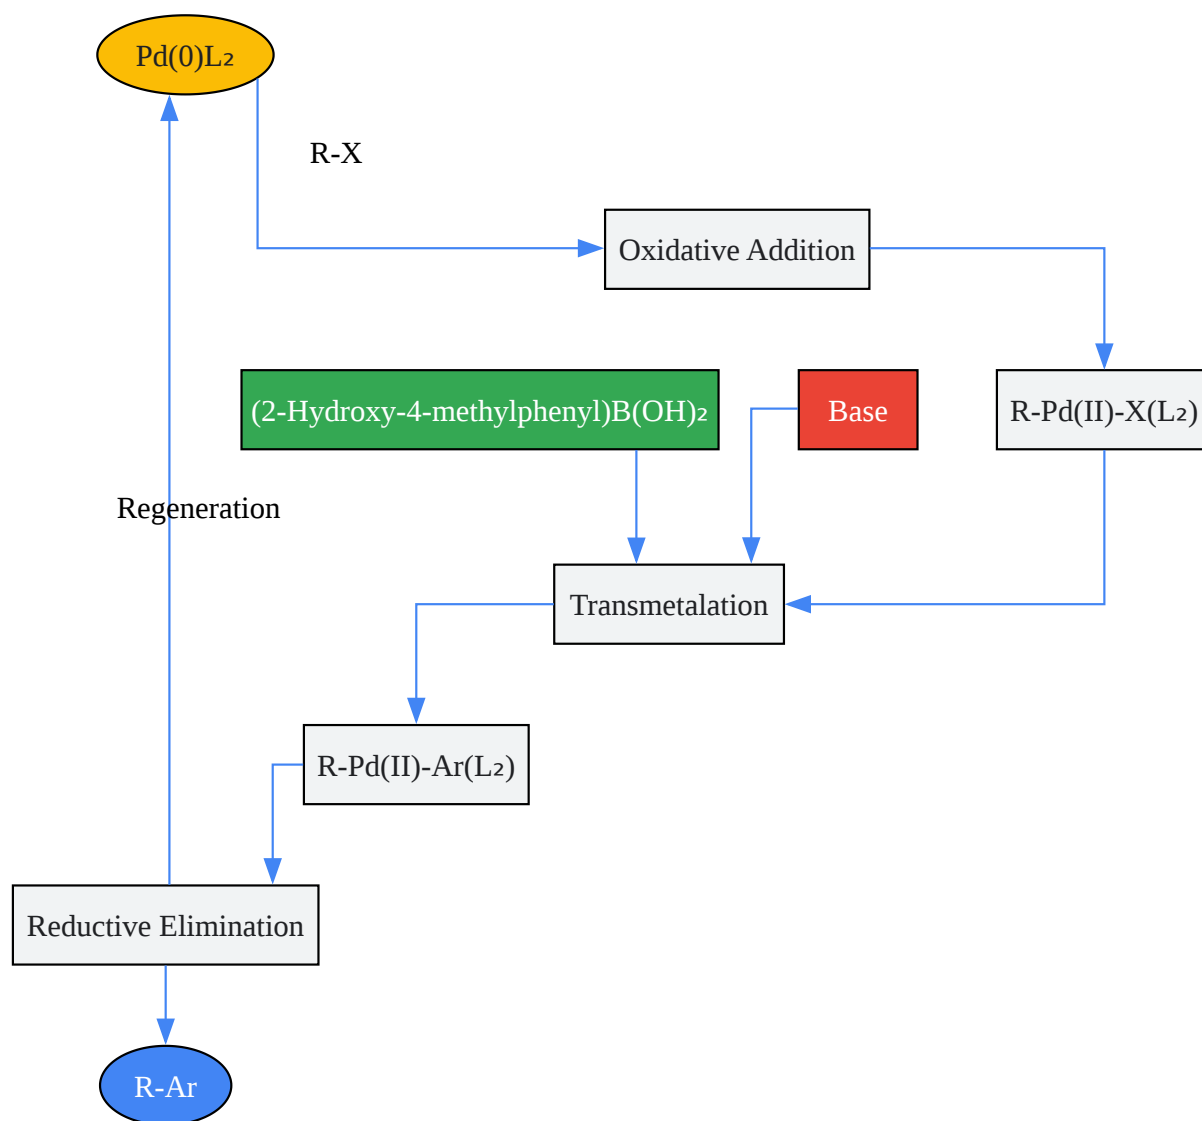 Pd(0)L₂
R-X
Oxidative Addition
(2-Hydroxy-4-methylphenyl)B(OH)₂
Base
R-Pd(II)-X(L₂)
Regeneration
Transmetalation
R-Pd(II)-Ar(L₂)
Reductive Elimination
R-Ar